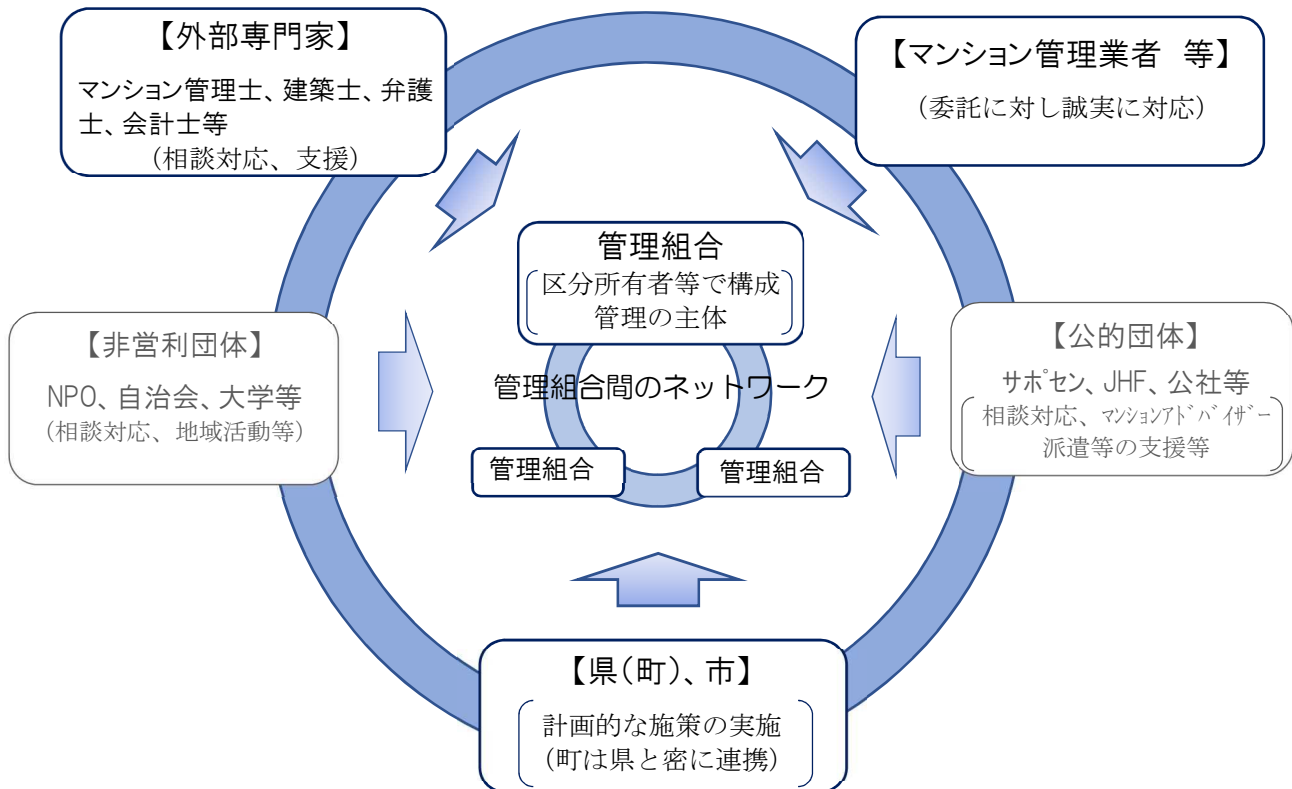 【外部専門家】
マンション管理士、建築士、弁護
士、会計士等
(相談対応、支援)
【マンション管理業者 等】
(委託に対し誠実に対応)
管理組合
区分所有者等で構成
管理の主体
【非営利団体】
NPO、自治会、大学等
(相談対応、地域活動等)
管理組合間のネットワーク
【公的団体】
サポセン、JHF、公社等
相談対応、マンションアドバイザー
派遣等の支援等
管理組合
管理組合
【県(町)、市】
計画的な施策の実施
(町は県と密に連携)